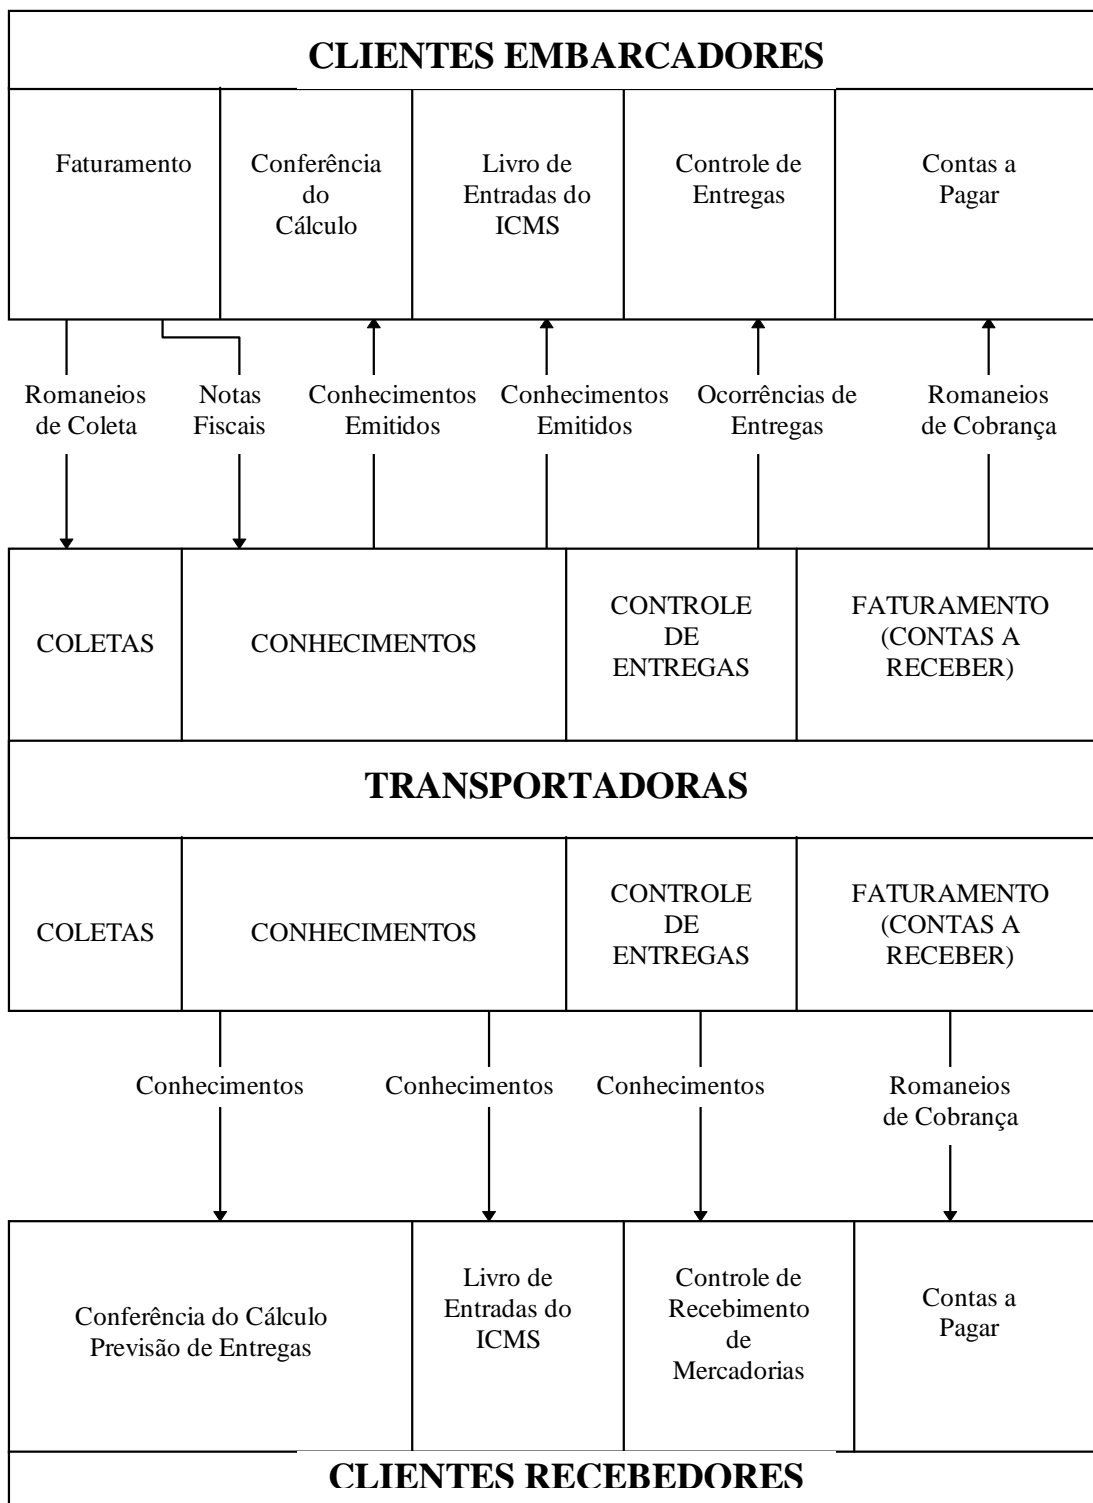 CLIENTES EMBARCADORES
Faturamento
Conferência
do
Cálculo
Livro de
Entradas do
ICMS
Controle de
Entregas
Contas a
Pagar
Romaneios
de Coleta
Notas
Fiscais
Conhecimentos
Emitidos
Conhecimentos
Emitidos
Ocorrências de
Entregas
Romaneios
de Cobrança
COLETAS
CONHECIMENTOS
CONTROLE
DE
ENTREGAS
FATURAMENTO
(CONTAS A
RECEBER)
TRANSPORTADORAS
COLETAS
CONHECIMENTOS
CONTROLE
DE
ENTREGAS
FATURAMENTO
(CONTAS A
RECEBER)
Conhecimentos
Conhecimentos
Conhecimentos
Romaneios
de Cobrança
Conferência do Cálculo
Previsão de Entregas
Livro de
Entradas do
ICMS
Controle de
Recebimento
de
Mercadorias
Contas a
Pagar
CLIENTES RECEBEDORES